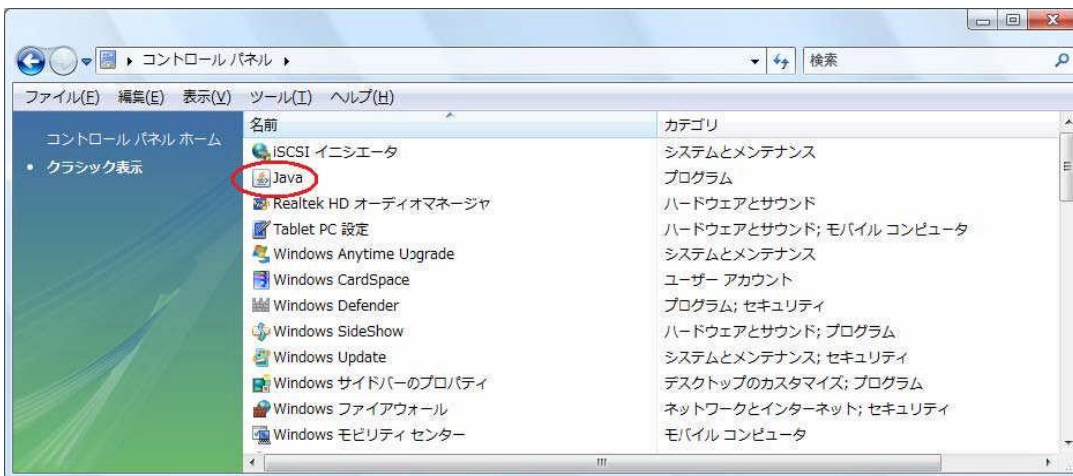 コントロール パネル
検索
ファイル(F) 編集(E) 表示(V) ツール(T) ヘルプ(H)
コントロール パネル ホーム
クラシック表示
名前 カテゴリ
iSCSI イニシエータ システムとメンテナンス
Java プログラム
Realtek HD オーディオマネージャ ハードウェアとサウンド
Tablet PC 設定 ハードウェアとサウンド; モバイル コンピュータ
Windows Anytime Upgrade システムとメンテナンス
Windows CardSpace ユーザー アカウント
Windows Defender プログラム; セキュリティ
Windows SideShow ハードウェアとサウンド; プログラム
Windows Update システムとメンテナンス; セキュリティ
Windows サイドバーのプロパティ デスクトップのカスタマイズ; プログラム
Windows ファイアウォール ネットワークとインターネット; セキュリティ
Windows モビリティ センター モバイル コンピュータ